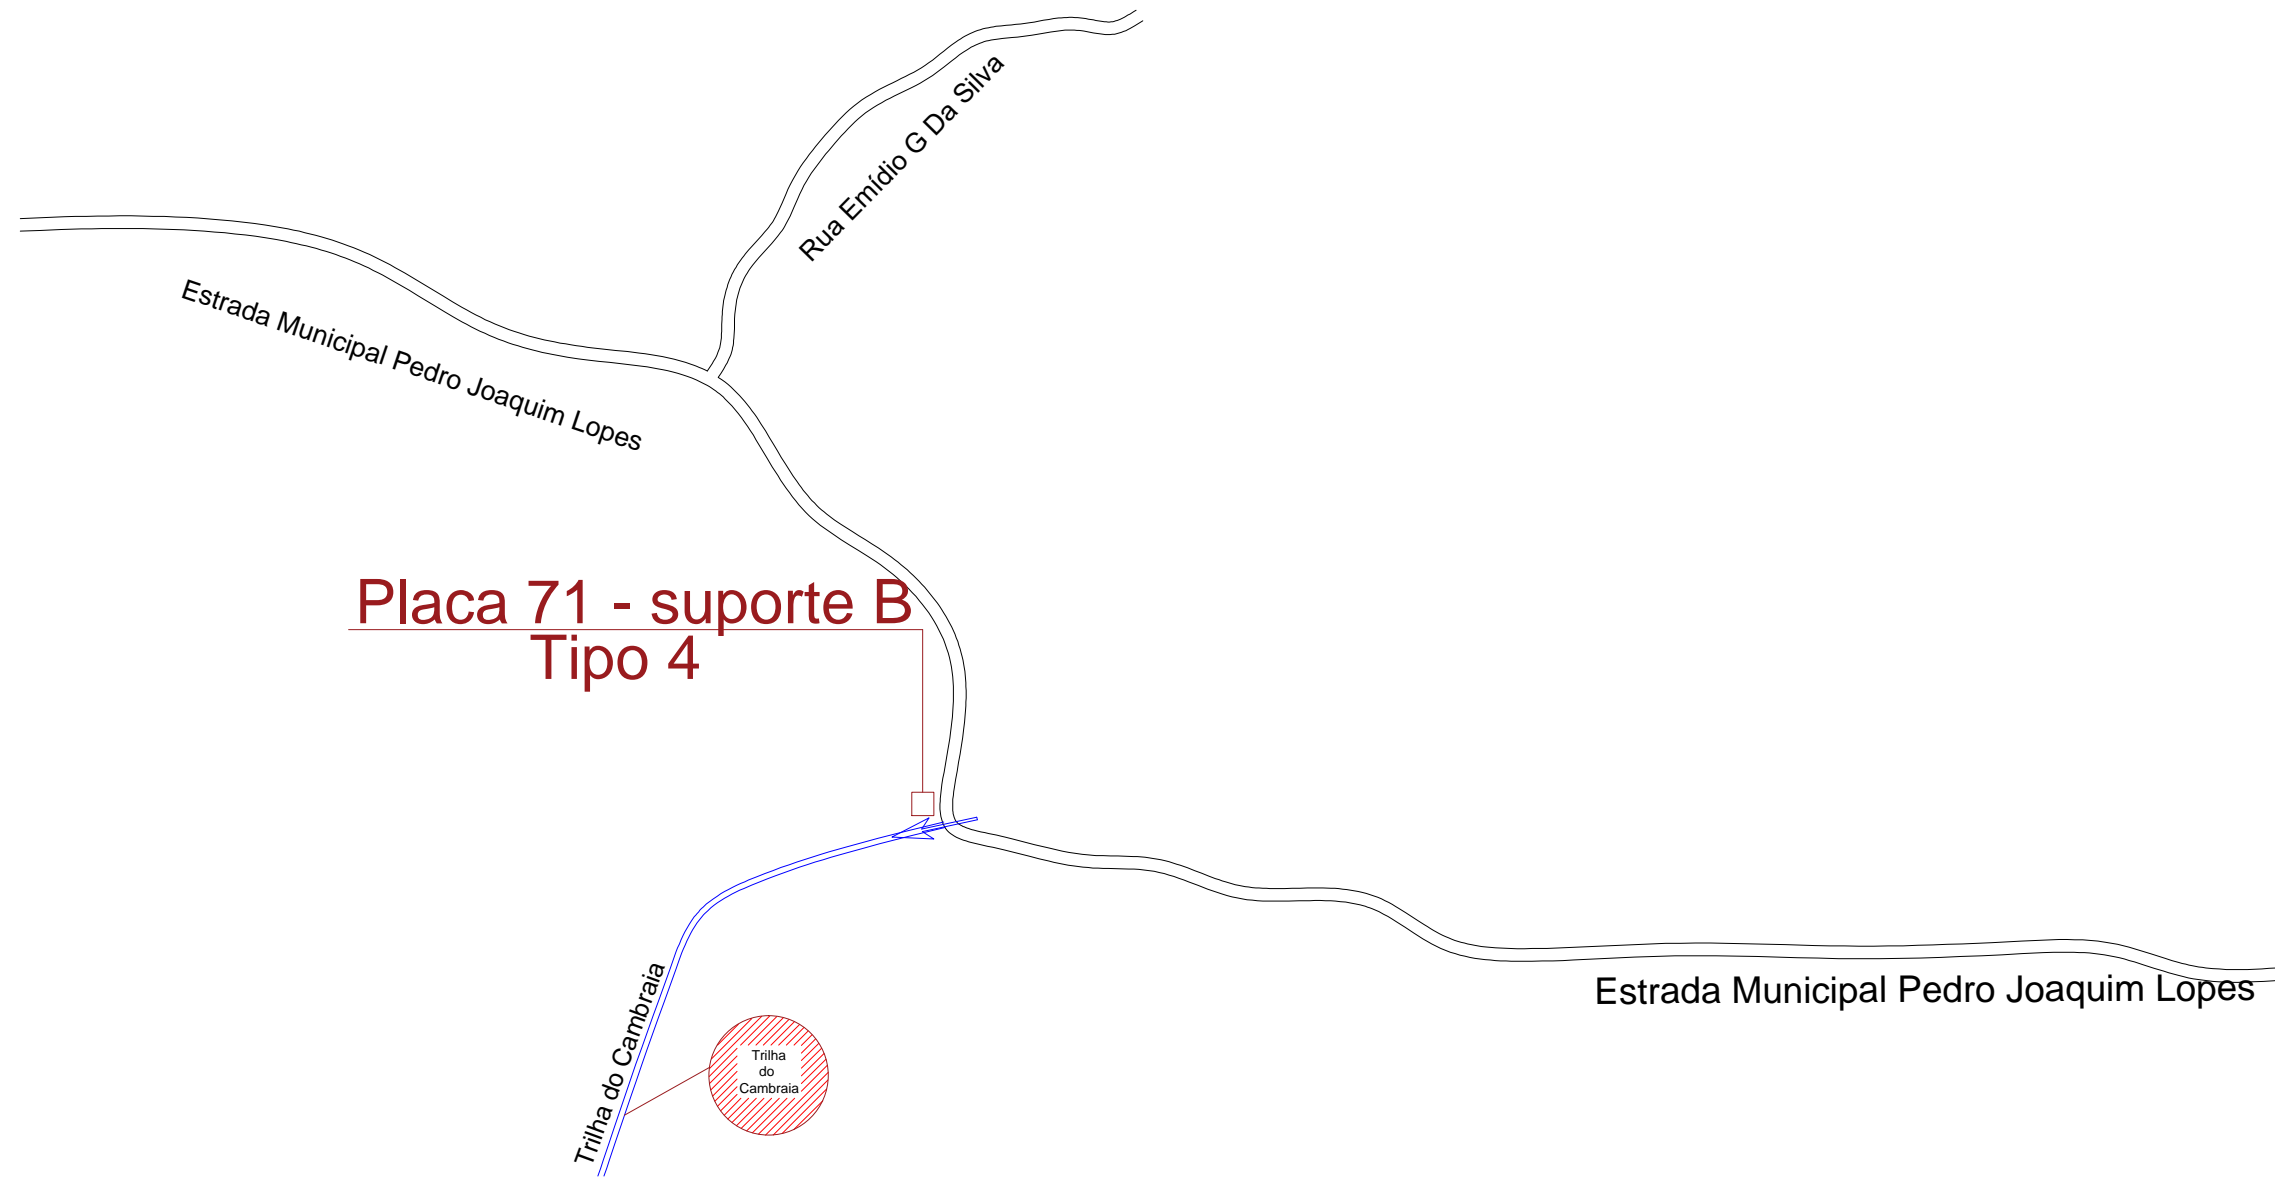 Rua Emídio G Da Silva
Estrada Municipal Pedro Joaquim Lopes
Placa 71 - suporte B
Tipo 4
Estrada Municipal Pedro Joaquim Lopes
Trilha do Cambraia
Trilha
do
Cambraia